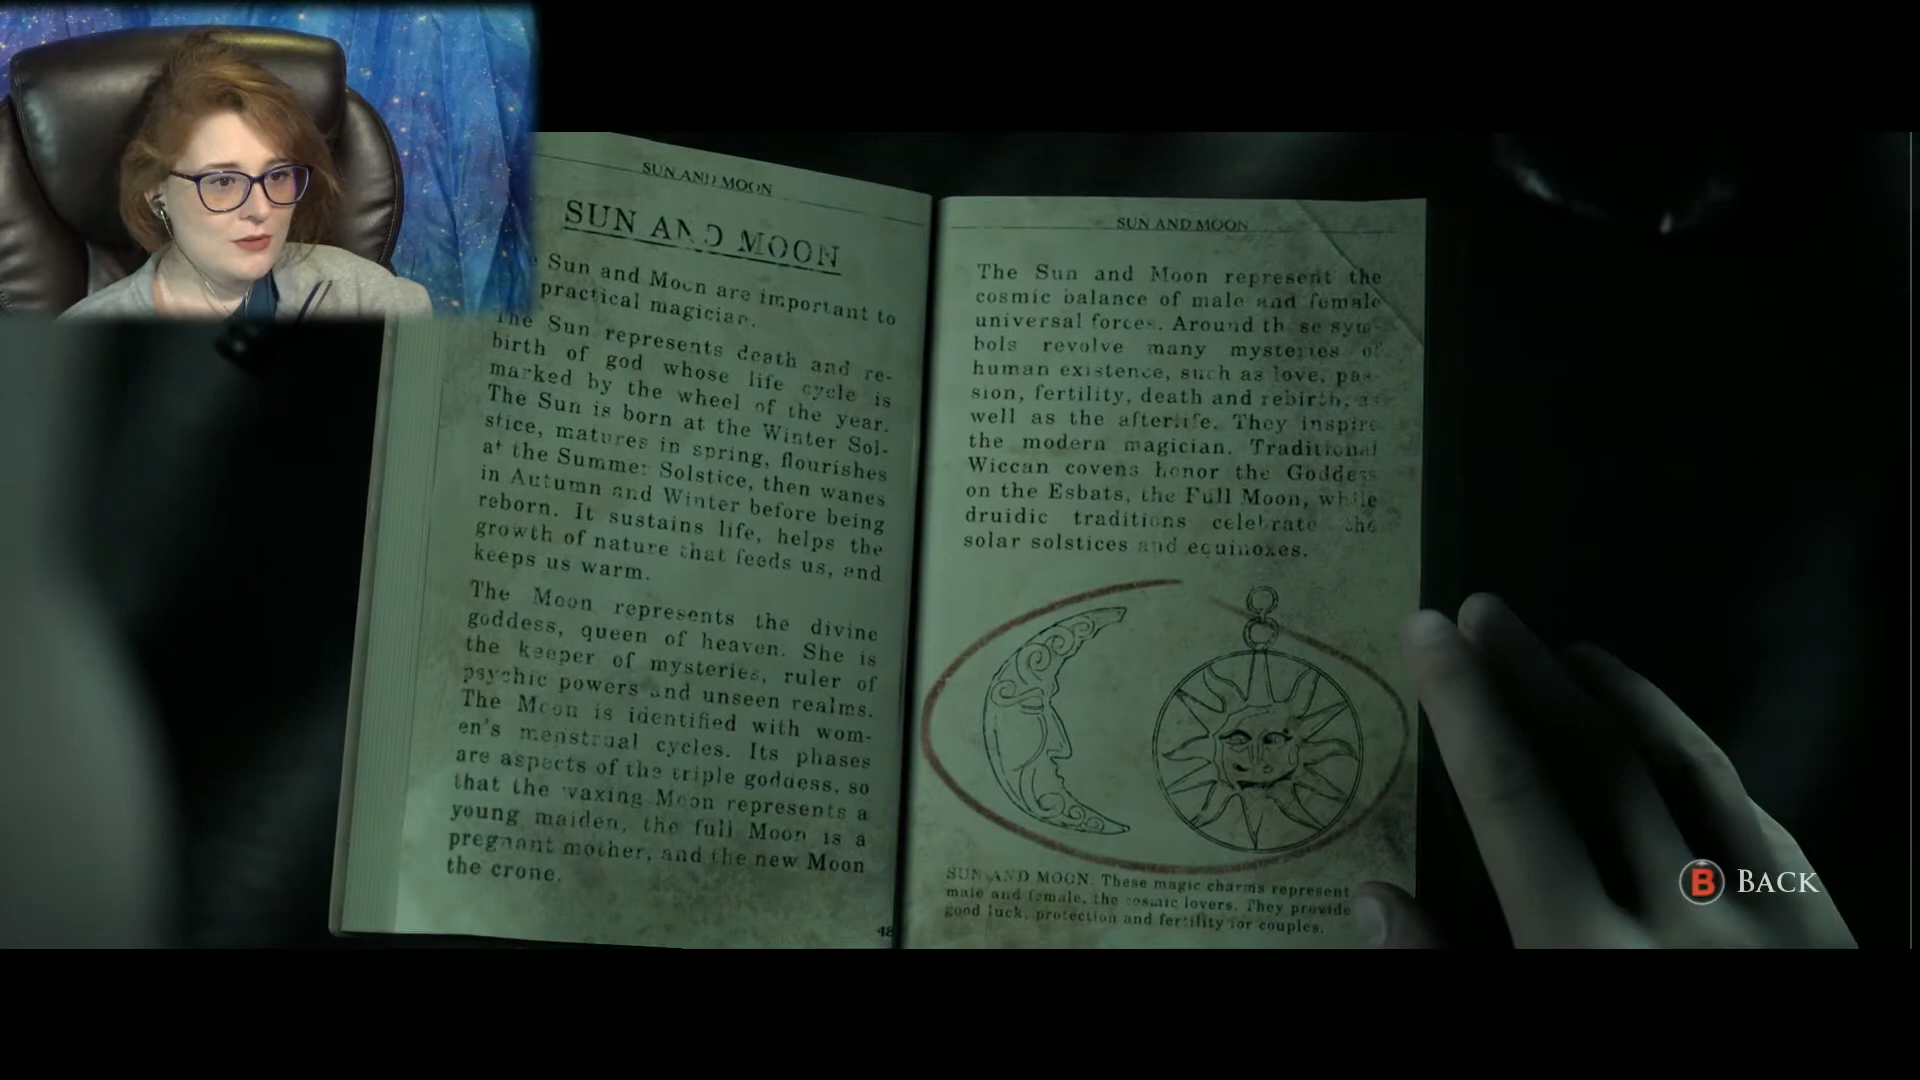 SUN AND MOON
SUN AND MOON
Sun and Moon are important to
practical magician.
The Sun represents death and re-
birth of god whose life cycle is
marked by the wheel of the year.
The Sun is born at the Winter Sol-
stice, matures in spring, flourishes
at the Summer Solstice, then wanes
in Autumn and Winter before being
reborn. It sustains life, helps the
growth of nature that feeds us, and
keeps us warm.
The Moon represents the divine
goddess, queen of heaven. She is
the keeper of mysteries, ruler of
psychic powers and unseen realms.
The Moon is identified with wom-
en's menstrual cycles. Its phases
are aspects of the triple goddess, so
that the waxing Moon represents a
young maiden, the full Moon is a
pregnant mother, and the new Moon
the crone.
48
SUN AND MOON
The Sun and Moon represent the
cosmic balance of male and female
universal forces. Around these sym-
bols revolve many mysteries of
human existence, such as love, pas-
sion, fertility, death and rebirth, as
well as the afterlife. They inspire
the modern magician. Traditional
Wiccan covens honor the Goddess
on the Esbats, the Full Moon, while
druidic traditions celebrate the
solar solstices and equinoxes.
SUN AND MOON: These magic charms represent
male and female, the cosmic lovers. They provide
good luck, protection and fertility for couples.
B BACK